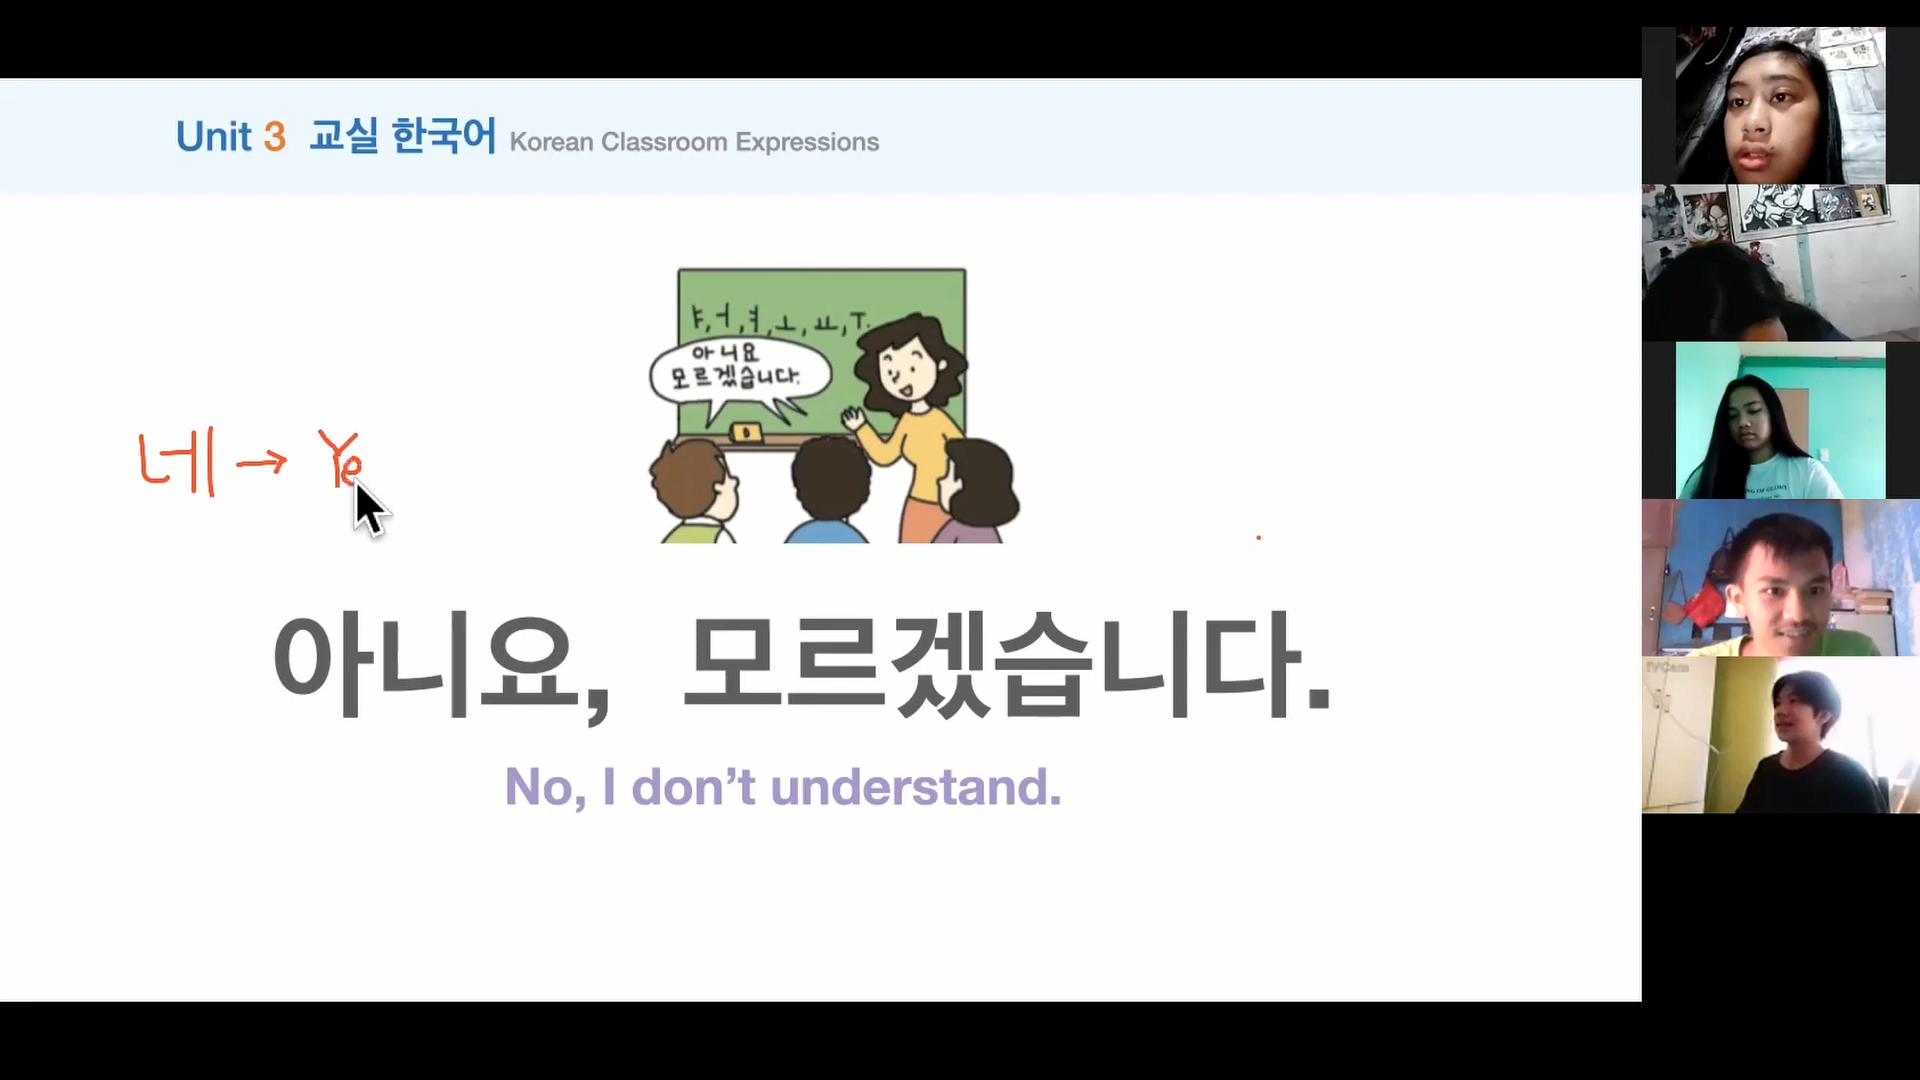 Unit 3 교실 한국어 Korean Classroom Expressions
ㅑ,ㅓ,ㅕ,ㅗ,ㅛ,ㅜ.
아니요
모르겠습니다.
네 → Ye
아니요, 모르겠습니다.
No, I don't understand.
iVCam